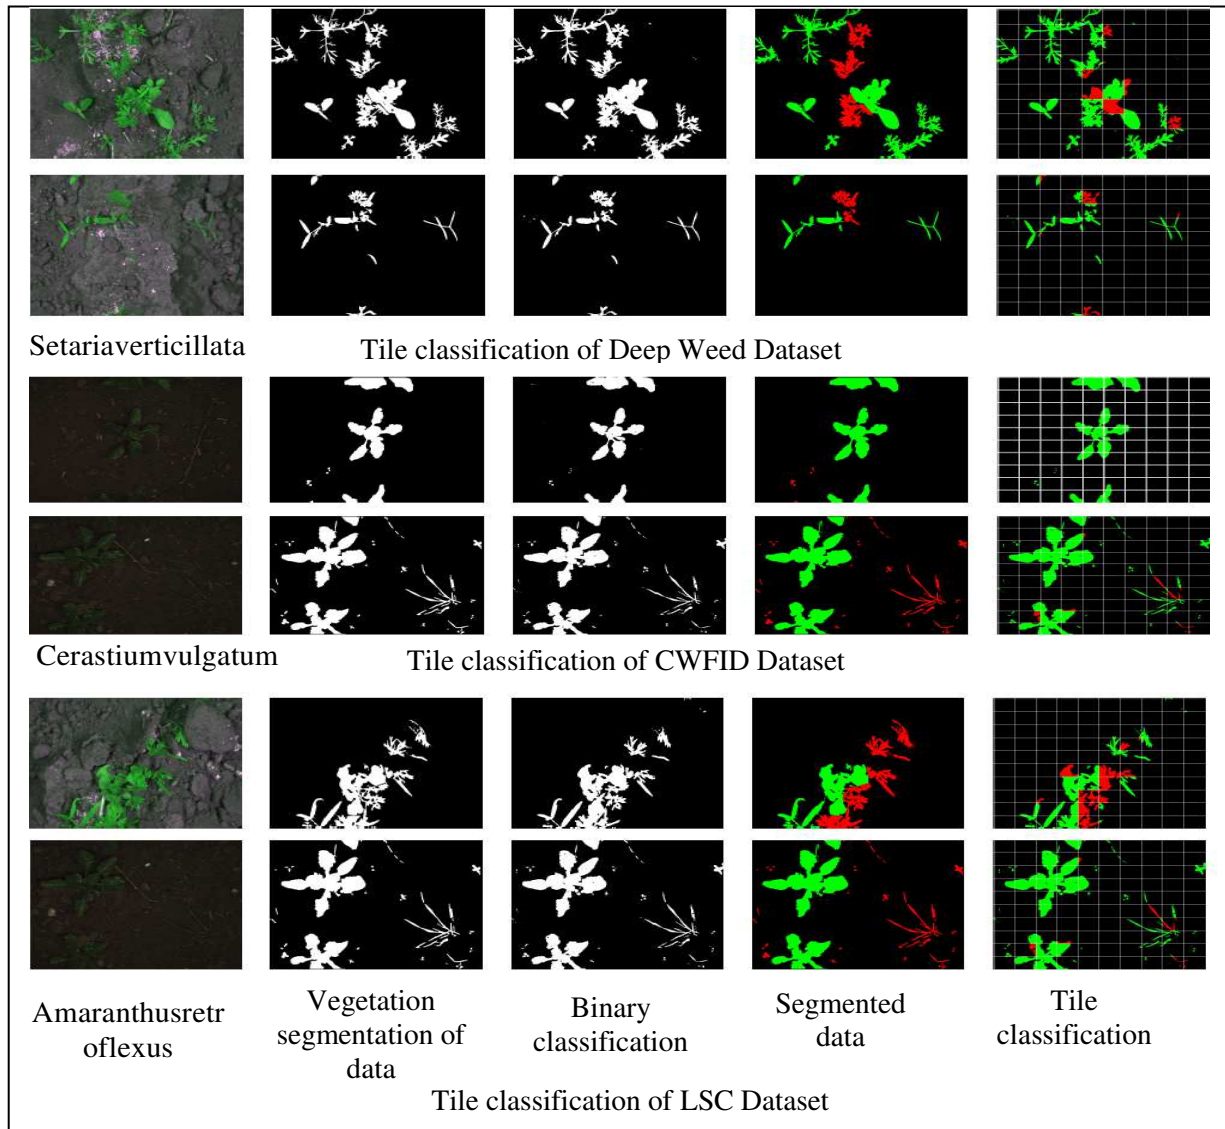 Setariaverticillata
Tile classification of Deep Weed Dataset
Cerastiumvulgatum
Tile classification of CWFID Dataset
Amaranthusretr
oflexus
Vegetation
segmentation of
data
Binary
classification
Segmented
data
Tile
classification
Tile classification of LSC Dataset